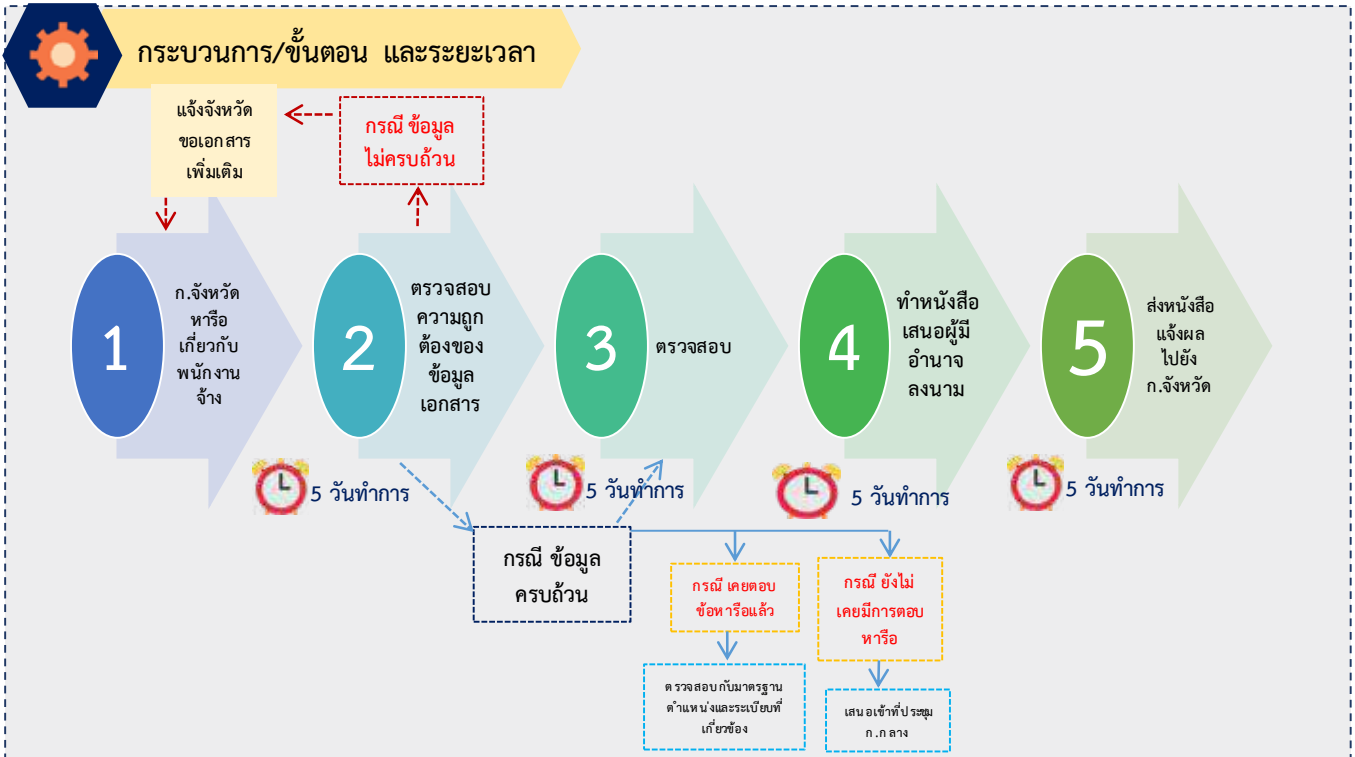 กระบวนการ/ขั้นตอน และระยะเวลา
แจ้งจังหวัด
ขอเอกสาร
เพิ่มเติม
กรณี ข้อมูล
ไม่ครบถ้วน
1
ก.จังหวัด
หารือ
เกี่ยวกับ
พนักงาน
จ้าง
2
ตรวจสอบ
ความถูก
ต้องของ
ข้อมูล
เอกสาร
3
ตรวจสอบ
4
ทำหนังสือ
เสนอผู้มี
อำนาจ
ลงนาม
5
ส่งหนังสือ
แจ้งผล
ไปยัง
ก.จังหวัด
5 วันทำการ
5 วันทำการ
5 วันทำการ
5 วันทำการ
กรณี ข้อมูล
ครบถ้วน
กรณี เคยตอบ
ข้อหารือแล้ว
กรณี ยังไม่
เคยมีการตอบ
หารือ
ตรวจสอบกับมาตรฐาน
ตำแหน่งและระเบียบที่
เกี่ยวข้อง
เสนอเข้าที่ประชุม
ก.กลาง